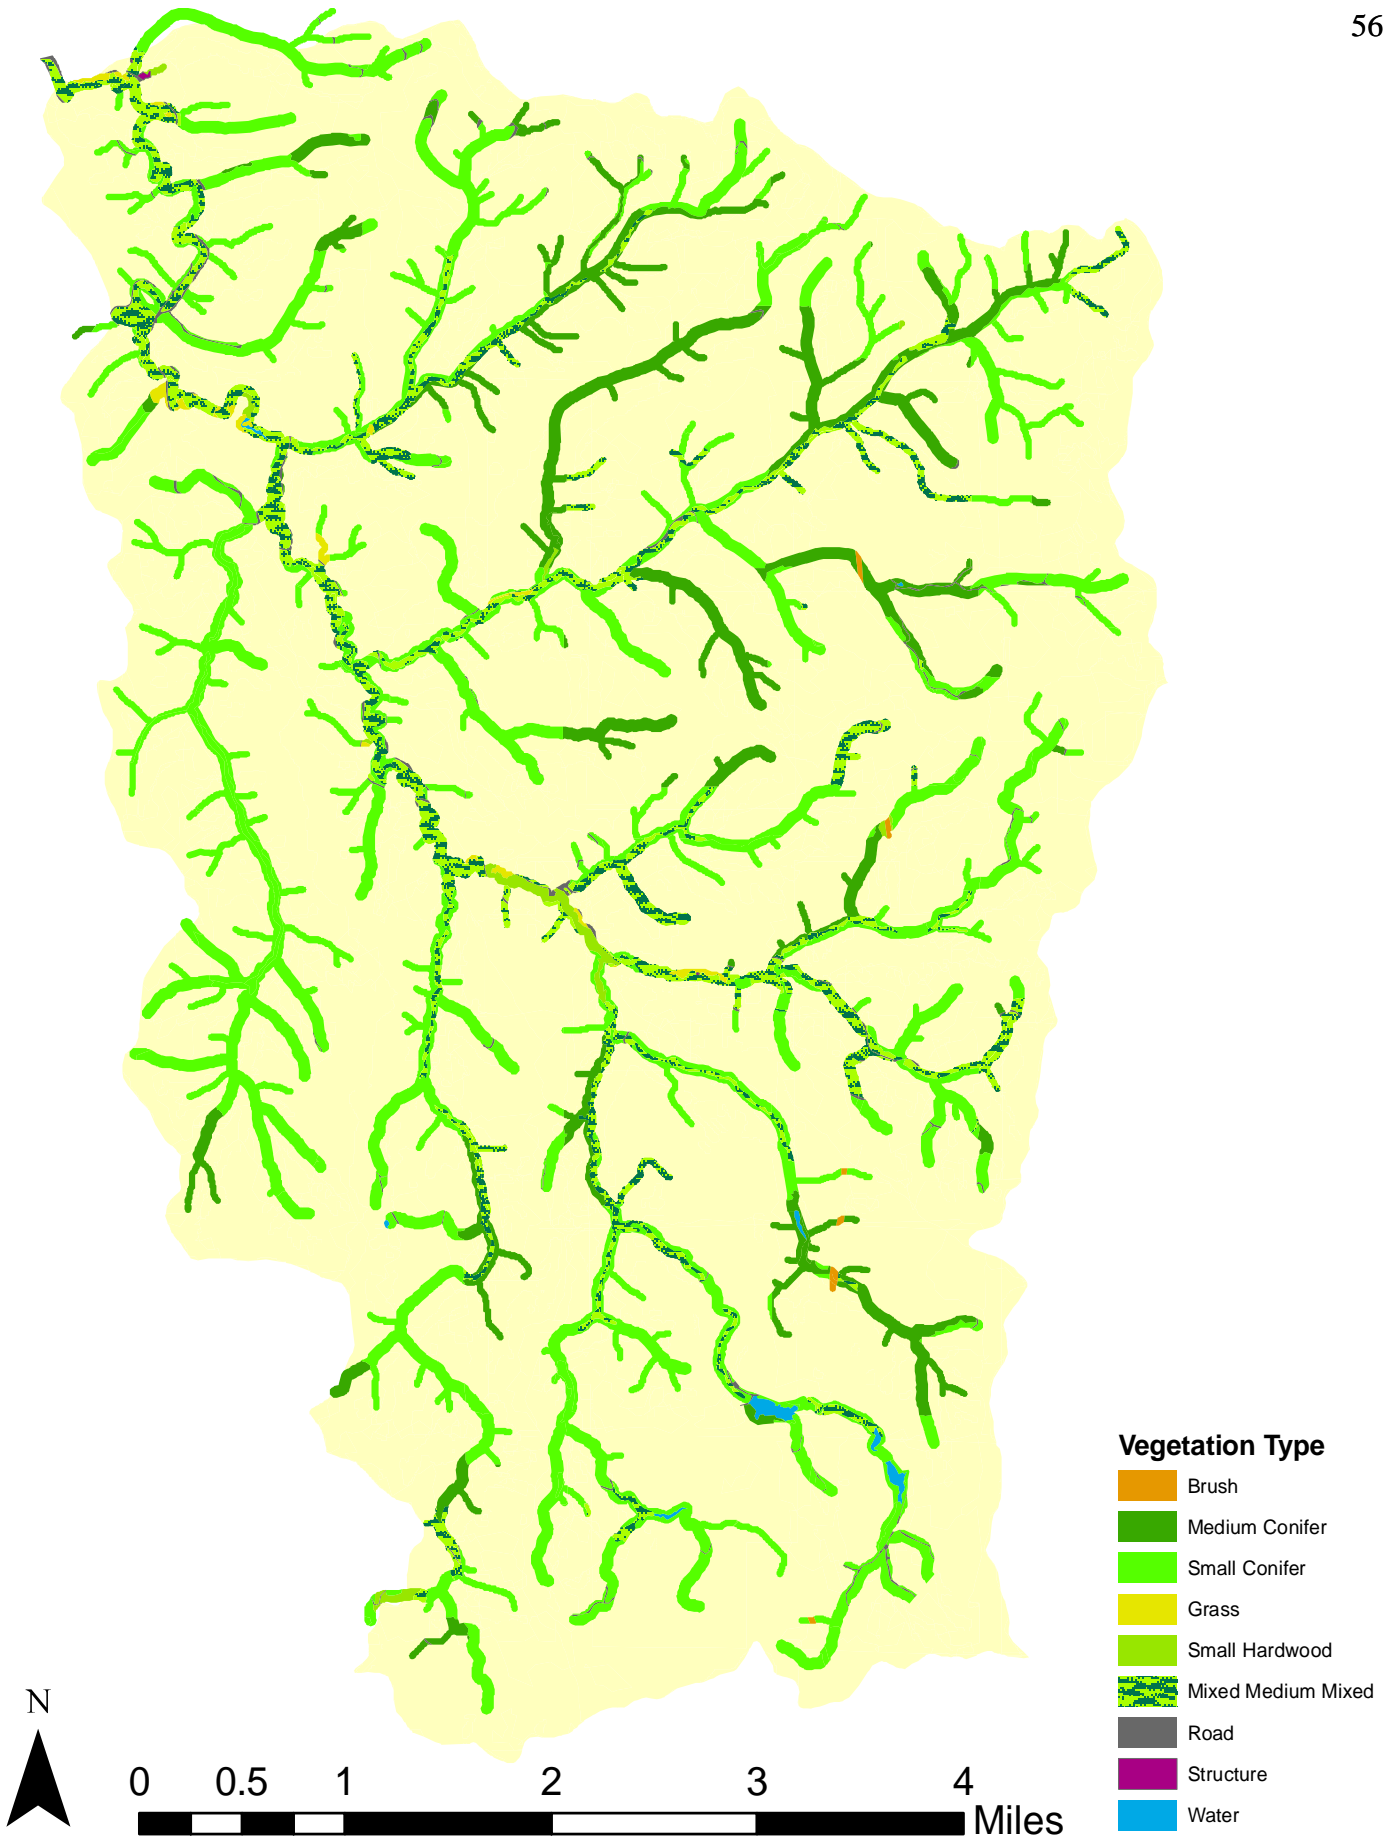 56
Vegetation Type
Brush
Medium Conifer
Small Conifer
Grass
Small Hardwood
Mixed Medium Mixed
Road
Structure
Water
N
0 0.5 1 2 3 4
Miles